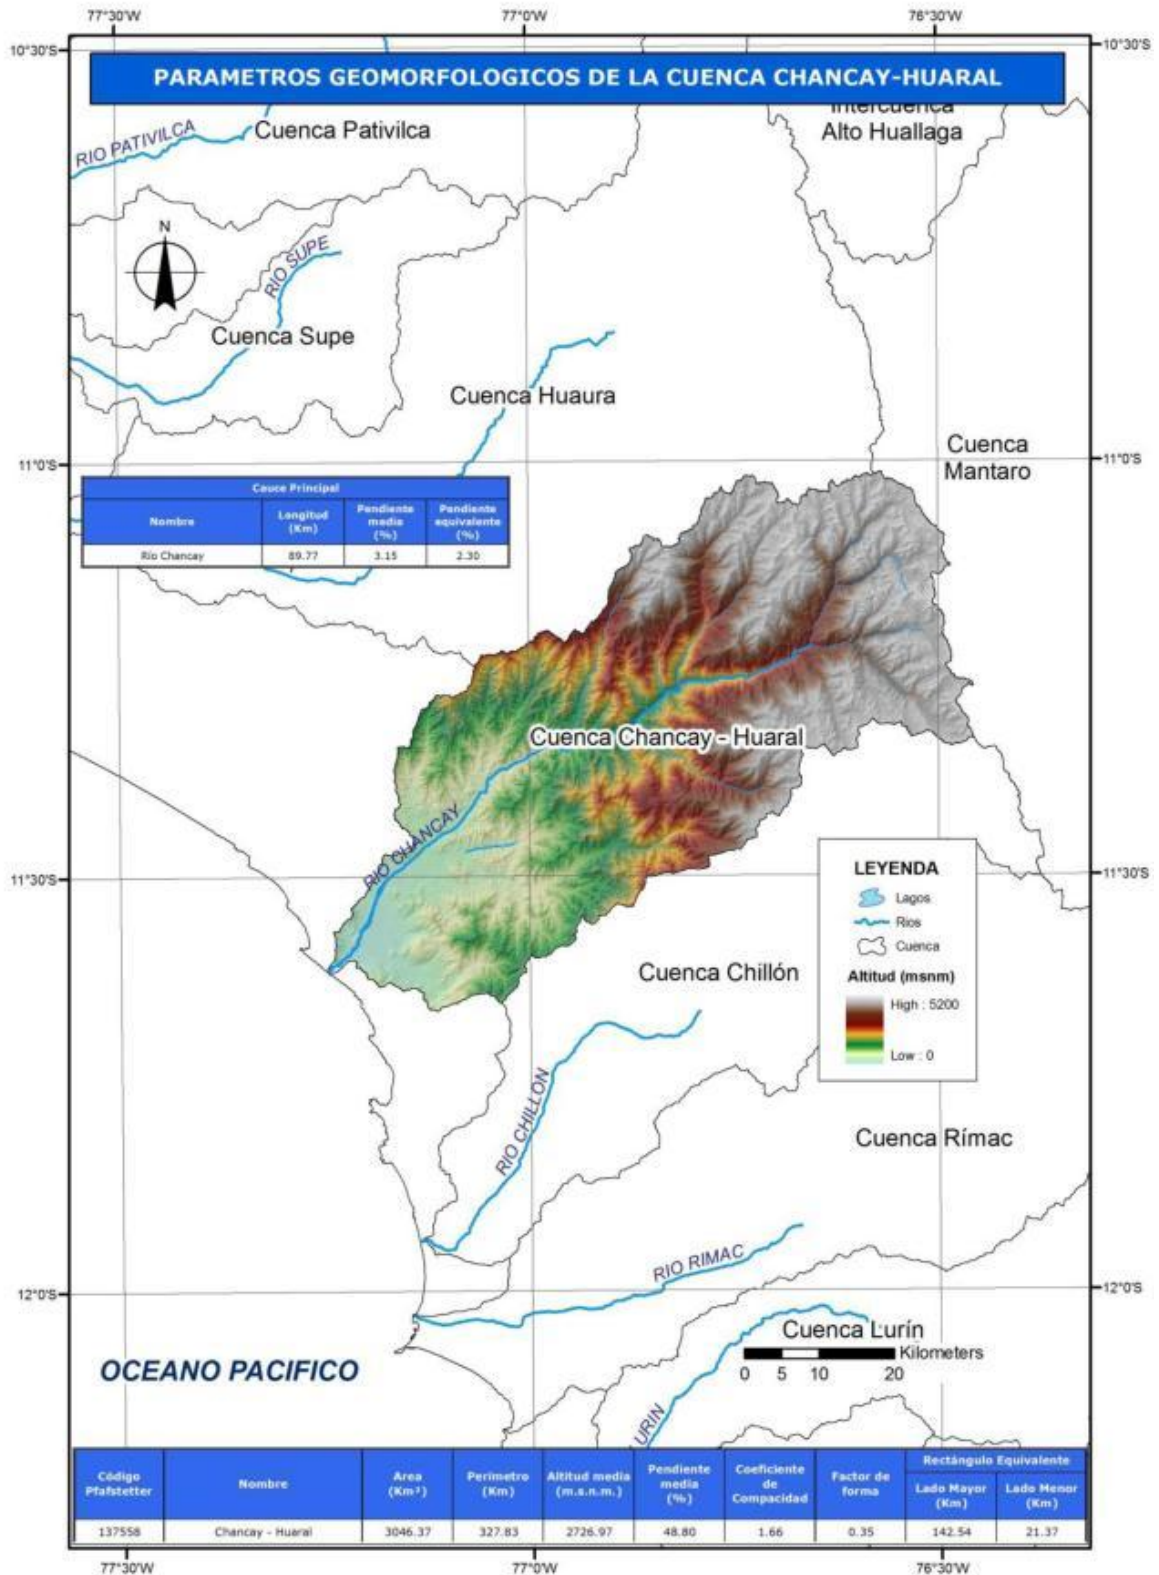 77°30'W 77°0'W 76°30'W
10°30'S 10°30'S
PARAMETROS GEOMORFOLOGICOS DE LA CUENCA CHANCAY-HUARAL
Intercuenca
Alto Huallaga
RIO PATIVILCA
Cuenca Pativilca
N
RIO SUPE
Cuenca Supe
Cuenca Huaura
Cuenca
Mantaro
11°0'S 11°0'S
Cauce Principal
Nombre Longitud (Km) Pendiente media (%) Pendiente equivalente (%)
Río Chancay 89.77 3.15 2.30
Cuenca Chancay - Huaral
RIO CHANCAY
11°30'S 11°30'S
LEYENDA
Lagos
Rios
Cuenca
Altitud (msnm)
High : 5200
Low : 0
Cuenca Chillón
RIO CHILLON
Cuenca Rímac
RIO RIMAC
12°0'S 12°0'S
Cuenca Lurín
Kilometers
0 5 10 20
OCEANO PACIFICO
URIN
Código Pfafstetter Nombre Area (Km²) Perimetro (Km) Altitud media (m.s.n.m.) Pendiente media (%) Coeficiente de Compacidad Factor de forma Rectángulo Equivalente Lado Mayor (Km) Lado Menor (Km)
137558 Chancay - Huaral 3046.37 327.83 2726.97 48.80 1.66 0.35 142.54 21.37
77°30'W 77°0'W 76°30'W